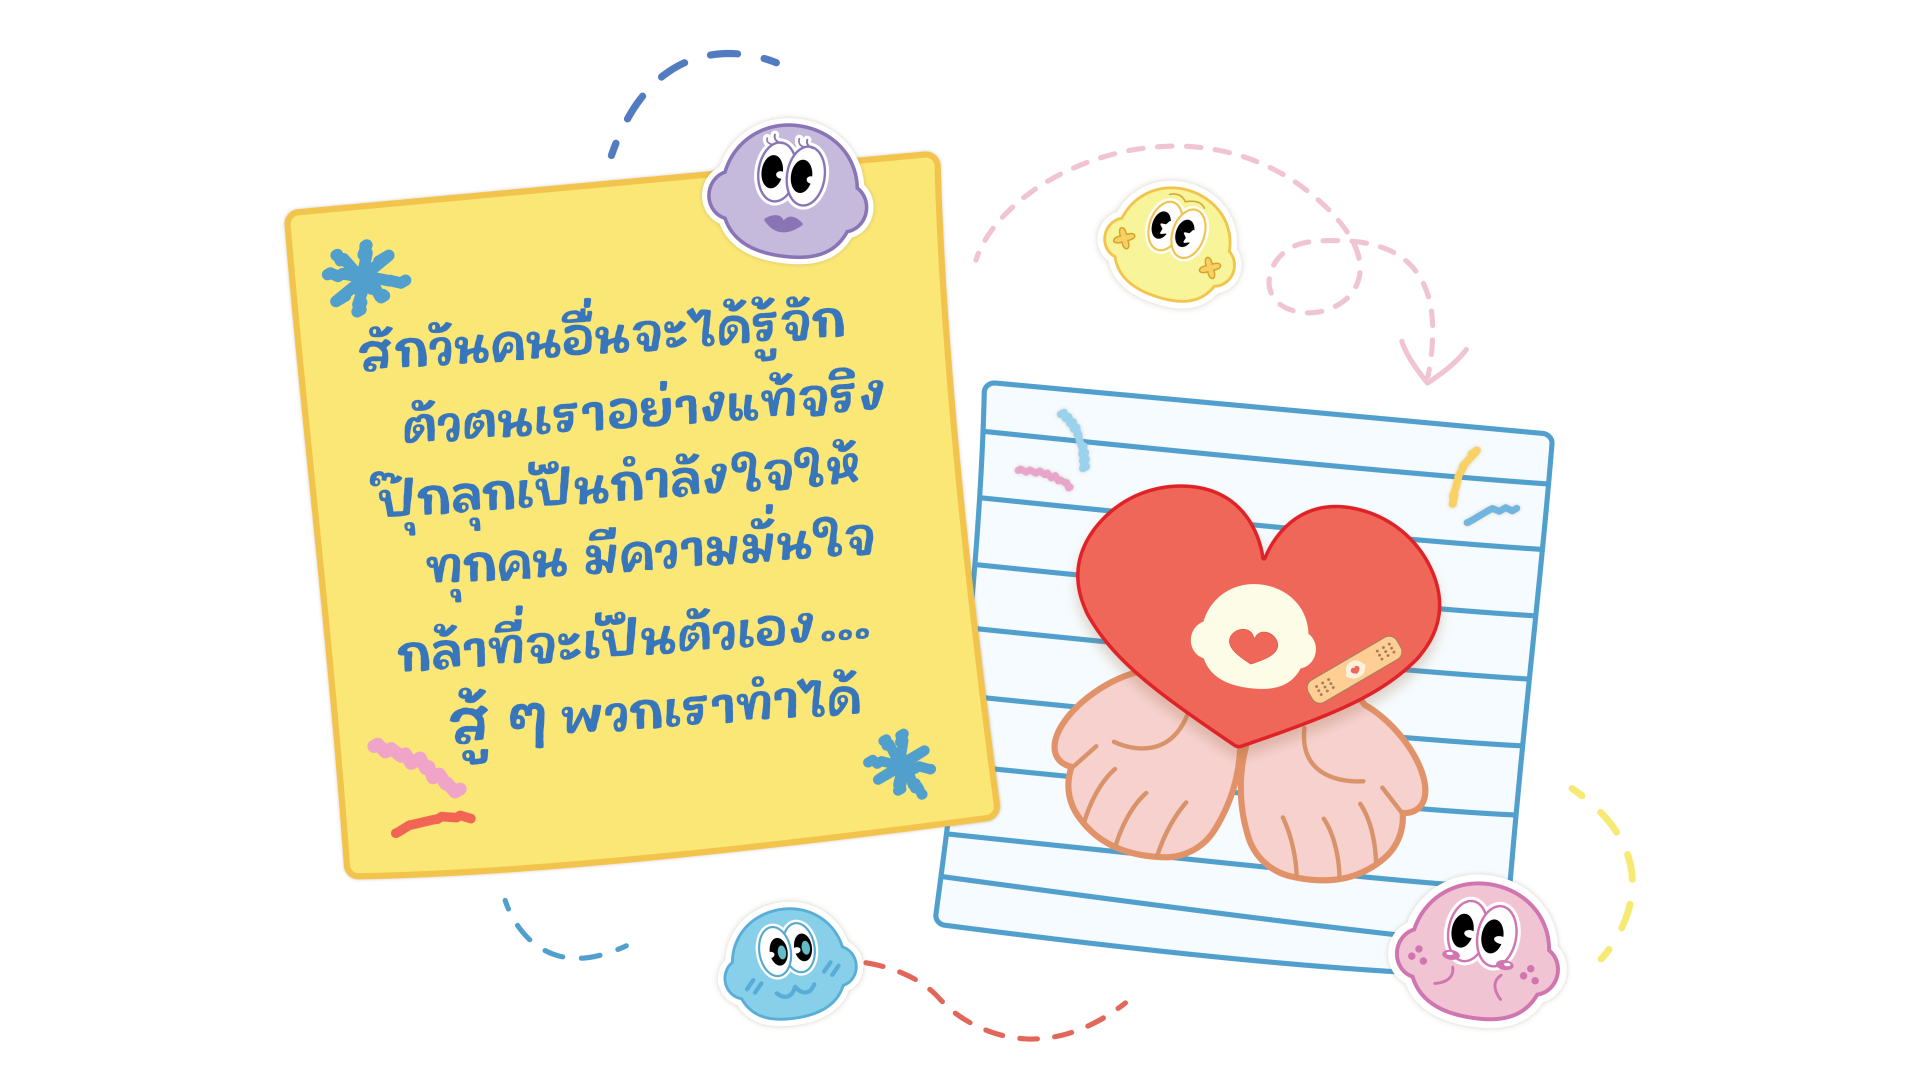 สักวันคนอื่นจะได้รู้จัก
ตัวตนเราอย่างแท้จริง
ปุ๊กลุกเป็นกำลังใจให้
ทุกคน มีความมั่นใจ
กล้าที่จะเป็นตัวเอง...
สู้ ๆ พวกเราทำได้